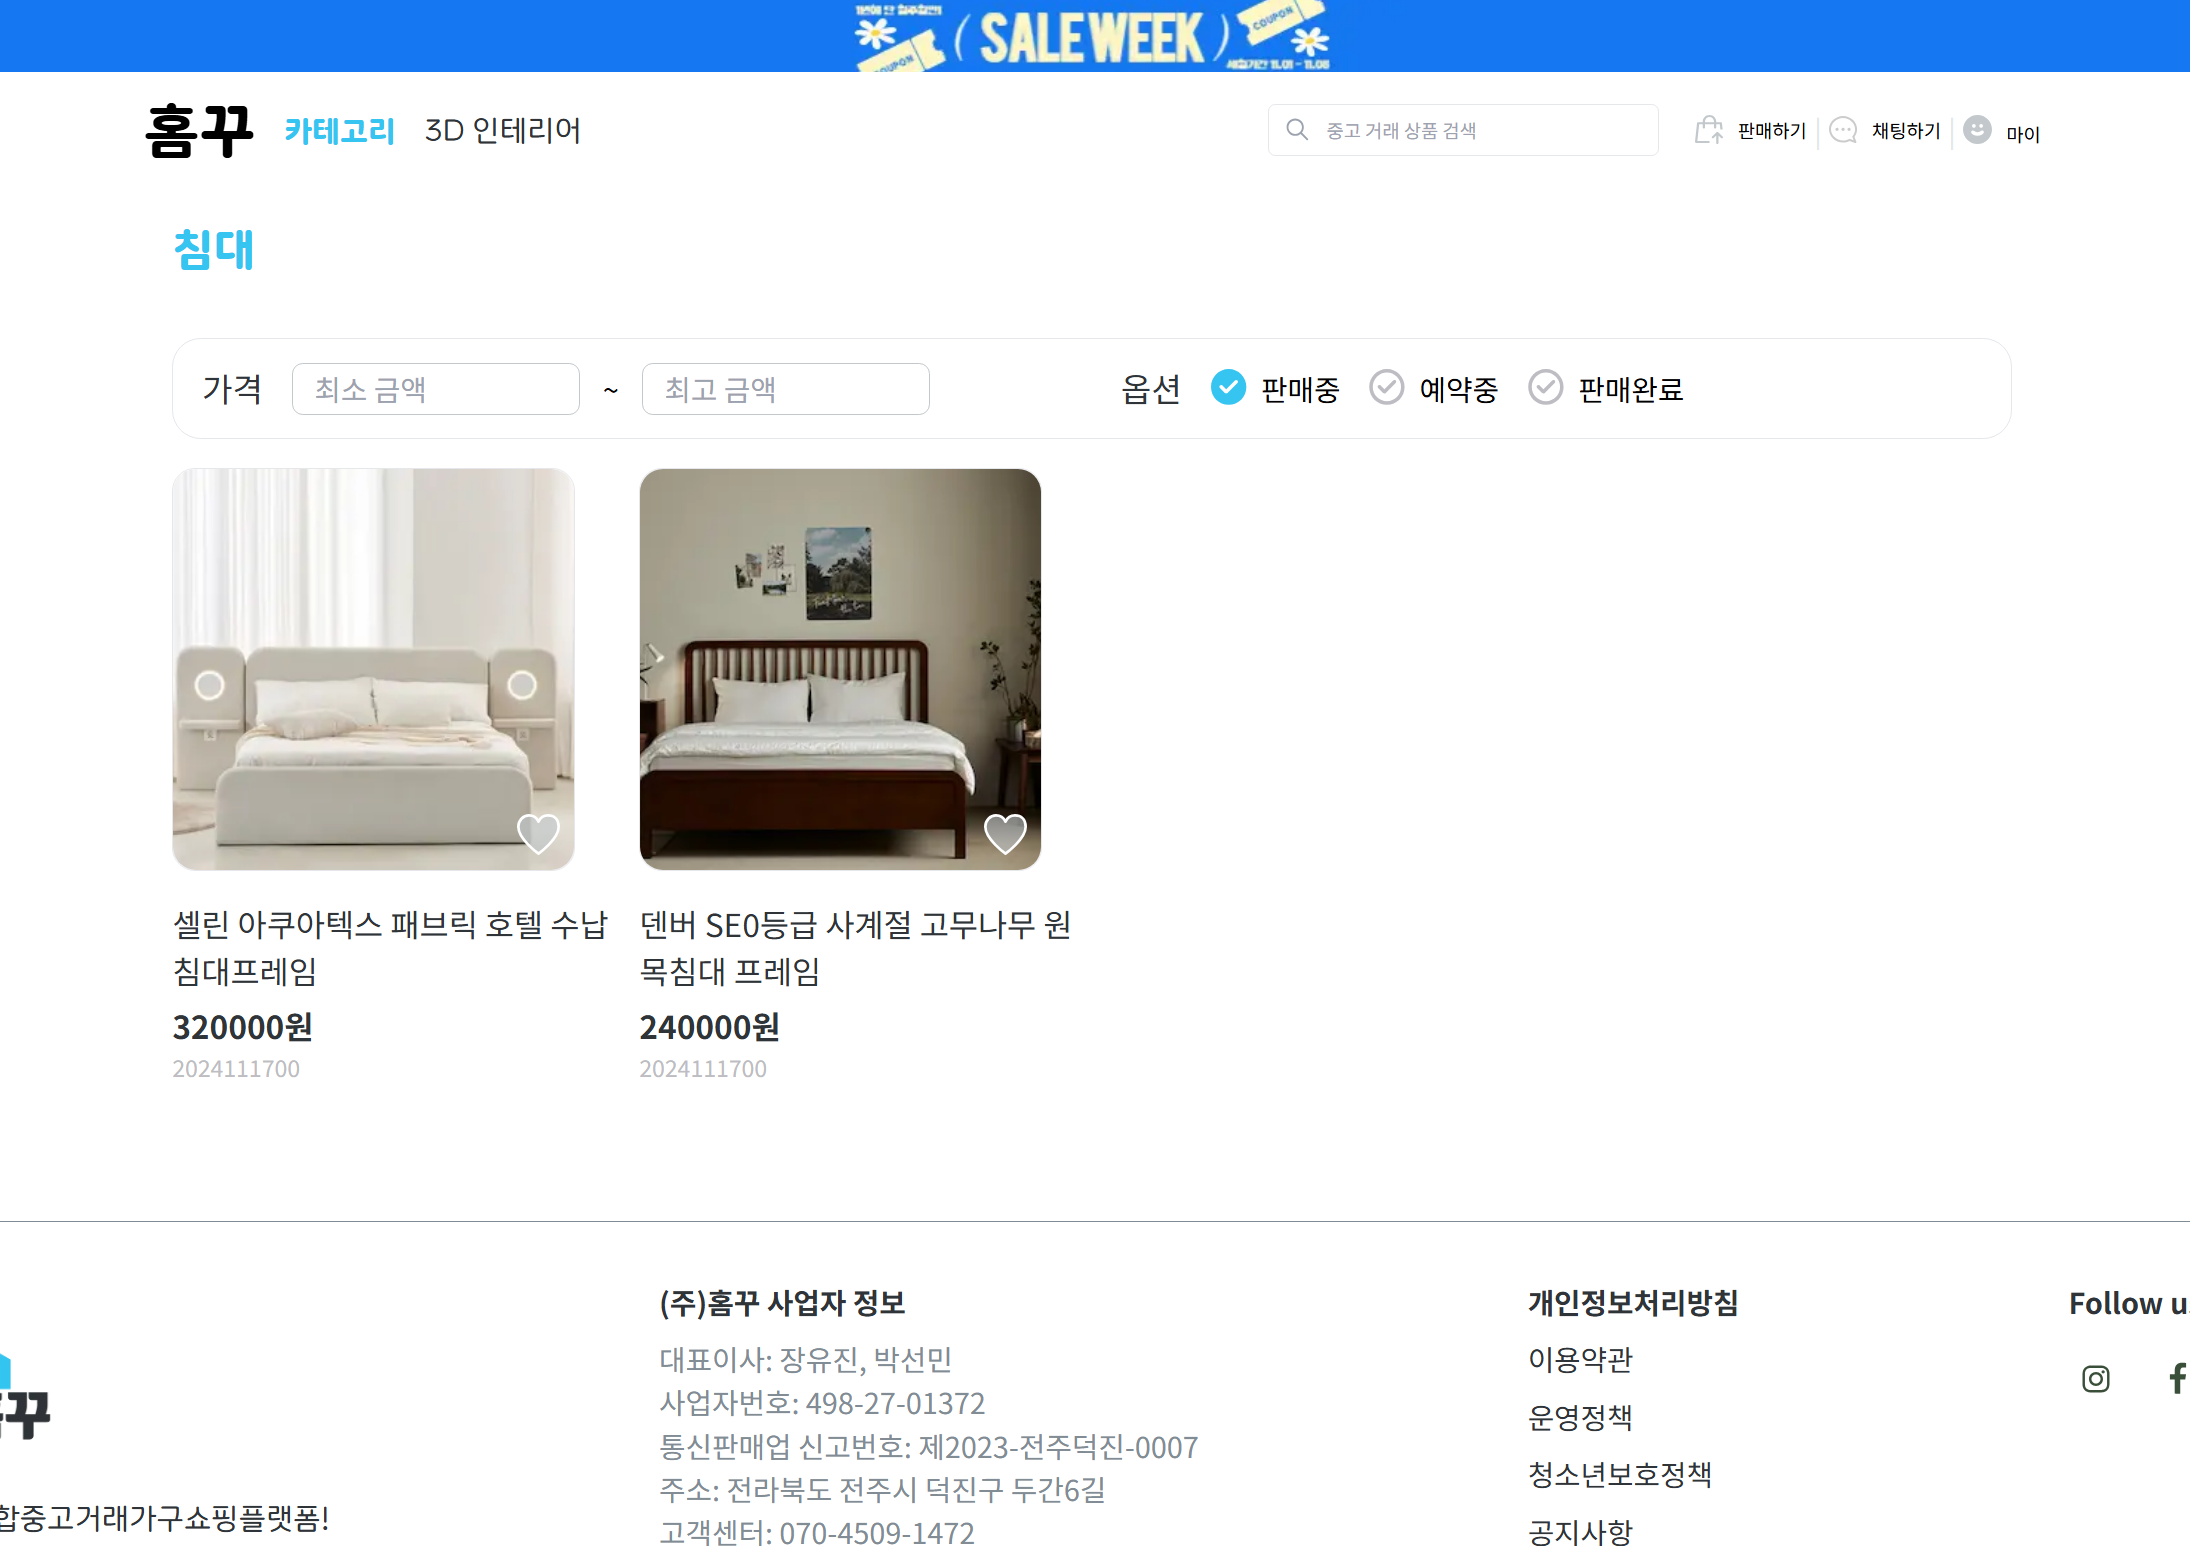 COUPON
( SALE WEEK )
COUPON
세일기간 11.01 - 11.08
홈꾸 카테고리 3D 인테리어
중고 거래 상품 검색
판매하기 채팅하기 마이
침대
가격 최소 금액 ~ 최고 금액
옵션 판매중 예약중 판매완료
셀린 아쿠아텍스 패브릭 호텔 수납
침대프레임
320000원
2024111700
덴버 SE0등급 사계절 고무나무 원
목침대 프레임
240000원
2024111700
꾸
합중고거래가구쇼핑플랫폼!
(주)홈꾸 사업자 정보
대표이사: 장유진, 박선민
사업자번호: 498-27-01372
통신판매업 신고번호: 제2023-전주덕진-0007
주소: 전라북도 전주시 덕진구 두간6길
고객센터: 070-4509-1472
개인정보처리방침
이용약관
운영정책
청소년보호정책
공지사항
Follow u